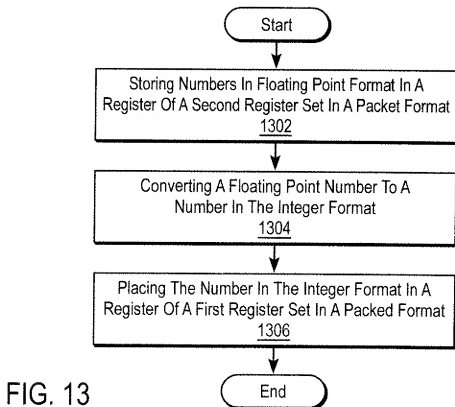 Start
Storing Numbers In Floating Point Format In A
Register Of A Second Register Set In A Packet Format
1302
Converting A Floating Point Number To A
Number In The Integer Format
1304
Placing The Number In The Integer Format In A
Register Of A First Register Set In A Packed Format
1306
End
FIG. 13